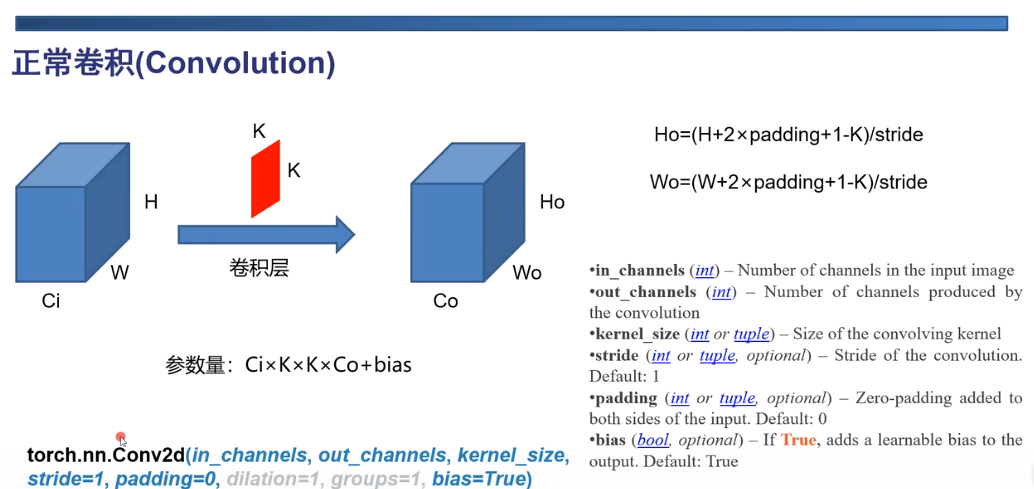 正常卷积(Convolution)
K
K
H
W
Ci
卷积层
Ho
Wo
Co
参数量：Ci×K×K×Co+bias
torch.nn.Conv2d(in_channels, out_channels, kernel_size,
stride=1, padding=0, dilation=1, groups=1, bias=True)
Ho=(H+2×padding+1-K)/stride
Wo=(W+2×padding+1-K)/stride
•in_channels (int) – Number of channels in the input image
•out_channels (int) – Number of channels produced by
the convolution
•kernel_size (int or tuple) – Size of the convolving kernel
•stride (int or tuple, optional) – Stride of the convolution.
Default: 1
•padding (int or tuple, optional) – Zero-padding added to
both sides of the input. Default: 0
•bias (bool, optional) – If True, adds a learnable bias to the
output. Default: True